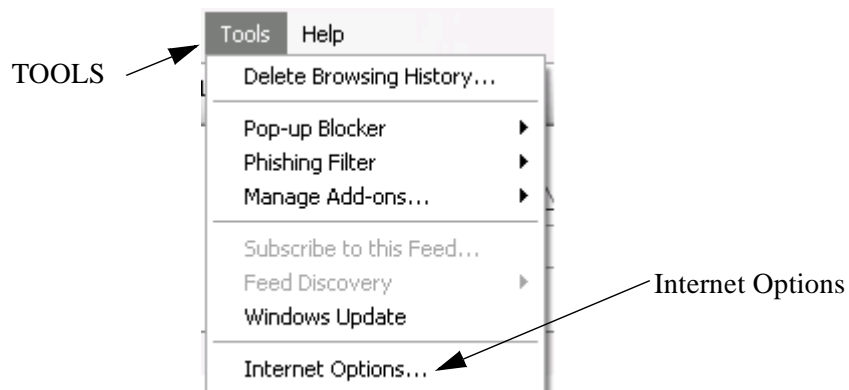 Tools Help
TOOLS
Delete Browsing History...
Pop-up Blocker
Phishing Filter
Manage Add-ons...
Subscribe to this Feed...
Feed Discovery
Internet Options
Windows Update
Internet Options...